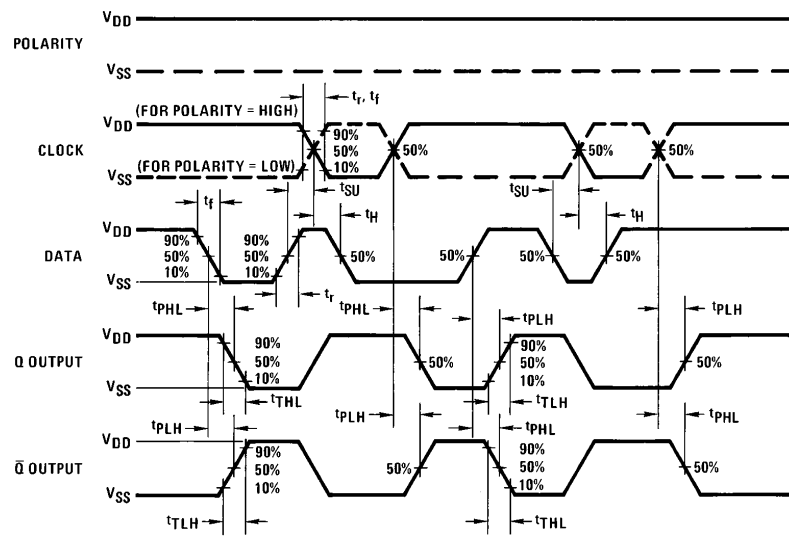 VDD
POLARITY
VSS
(FOR POLARITY = HIGH)
tr, tf
VDD
90%
CLOCK
50%
50%
50%
50%
(FOR POLARITY = LOW)
10%
VSS
tf
tSU
tSU
tH
tH
VDD
90%
90%
DATA
50%
50%
50%
50%
50%
50%
10%
10%
VSS
tr
tPHL
tPHL
tPLH
tPLH
VDD
90%
90%
Q OUTPUT
50%
50%
50%
50%
10%
10%
VSS
tTHL
tTLH
tPLH
tPLH
tPHL
tPHL
VDD
90%
90%
Q̄ OUTPUT
50%
50%
50%
50%
10%
10%
VSS
tTLH
tTHL